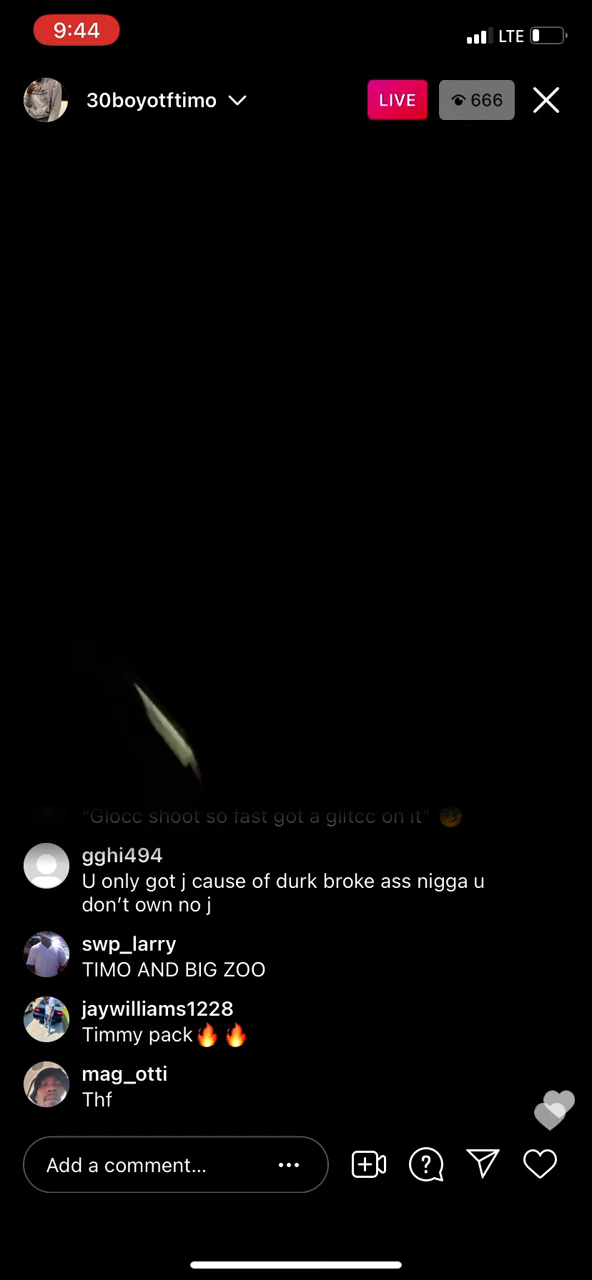 9:44
LTE
30boyotftimo
LIVE
666
"Glocc shoot so fast got a glitcc on it" 🥵
gghi494
U only got j cause of durk broke ass nigga u
don't own no j
swp_larry
TIMO AND BIG ZOO
jaywilliams1228
Timmy pack🔥🔥
mag_otti
Thf
Add a comment...